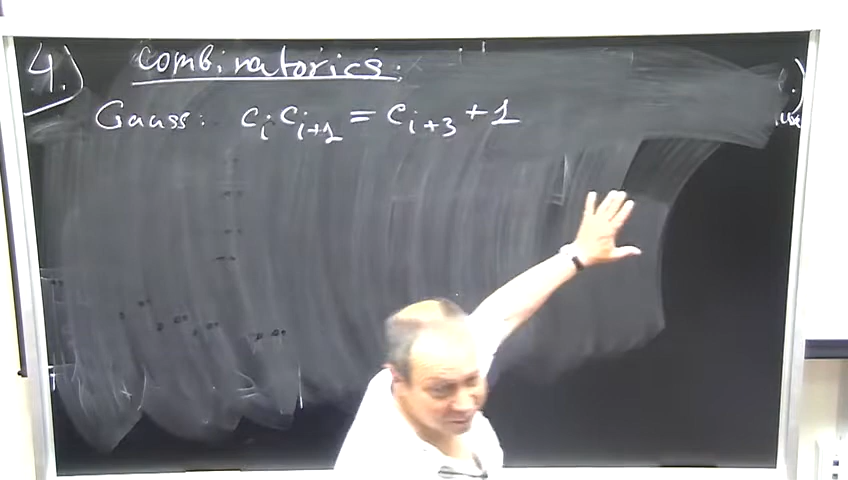 4.) Combinatorics:
Gauss: c_i c_{i+1} = c_{i+3} + 1